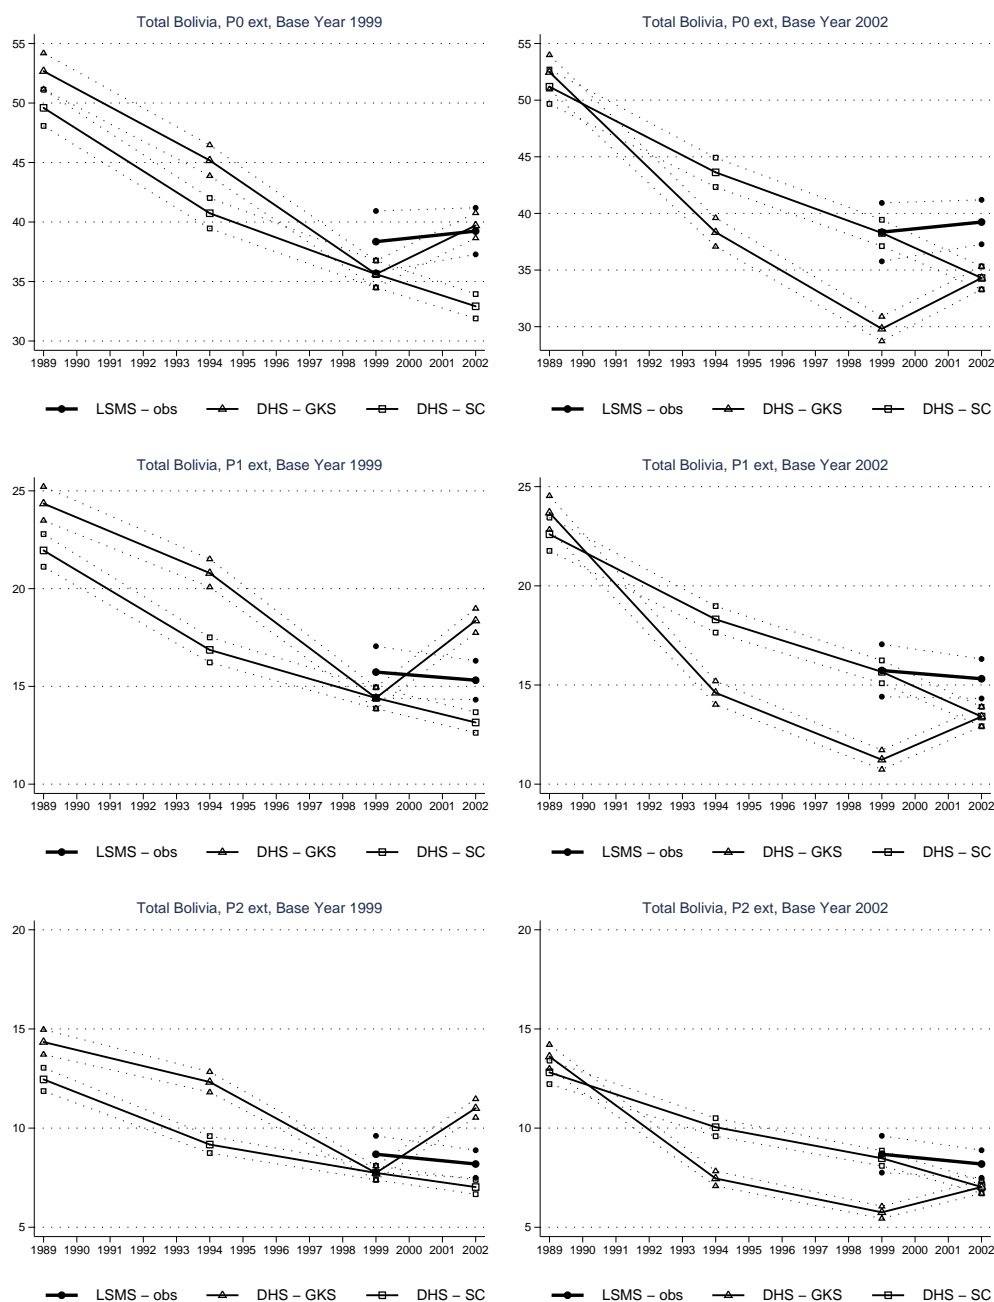 Total Bolivia, P0 ext, Base Year 1999
55
50
45
40
35
30
1989 1990 1991 1992 1993 1994 1995 1996 1997 1998 1999 2000 2001 2002
LSMS − obs DHS − GKS DHS − SC
Total Bolivia, P0 ext, Base Year 2002
55
50
45
40
35
30
1989 1990 1991 1992 1993 1994 1995 1996 1997 1998 1999 2000 2001 2002
LSMS − obs DHS − GKS DHS − SC
Total Bolivia, P1 ext, Base Year 1999
25
20
15
10
1989 1990 1991 1992 1993 1994 1995 1996 1997 1998 1999 2000 2001 2002
LSMS − obs DHS − GKS DHS − SC
Total Bolivia, P1 ext, Base Year 2002
25
20
15
10
1989 1990 1991 1992 1993 1994 1995 1996 1997 1998 1999 2000 2001 2002
LSMS − obs DHS − GKS DHS − SC
Total Bolivia, P2 ext, Base Year 1999
20
15
10
5
1989 1990 1991 1992 1993 1994 1995 1996 1997 1998 1999 2000 2001 2002
LSMS − obs DHS − GKS DHS − SC
Total Bolivia, P2 ext, Base Year 2002
20
15
10
5
1989 1990 1991 1992 1993 1994 1995 1996 1997 1998 1999 2000 2001 2002
LSMS − obs DHS − GKS DHS − SC